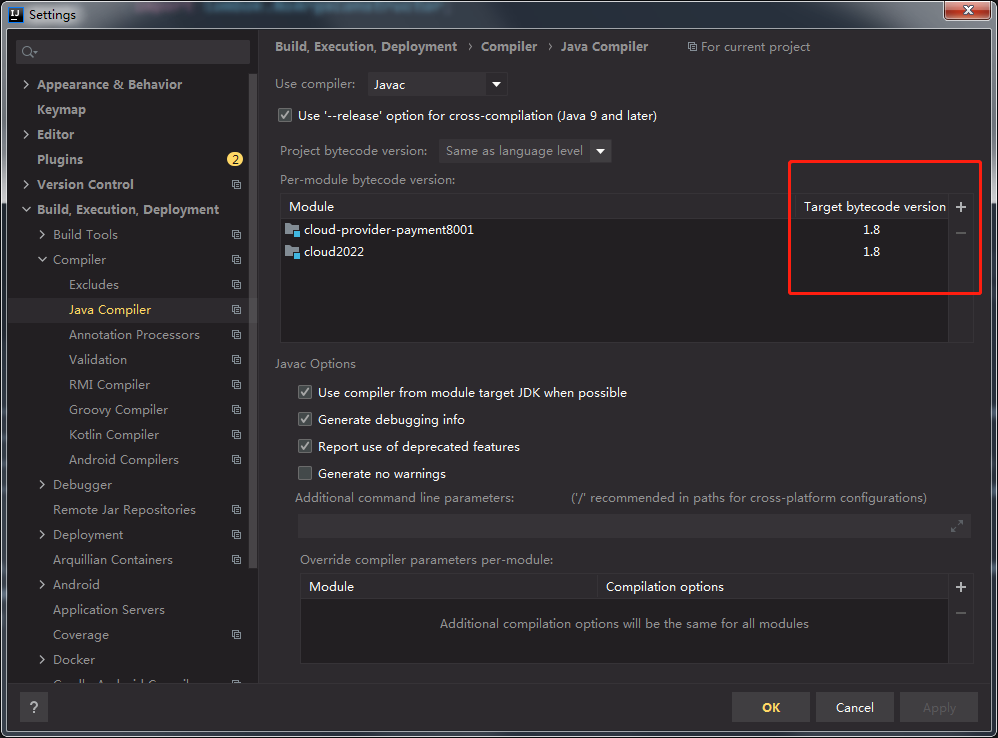 Settings
Build, Execution, Deployment › Compiler › Java Compiler For current project
Appearance & Behavior
Keymap
Editor
Plugins 2
Version Control
Build, Execution, Deployment
Build Tools
Compiler
Excludes
Java Compiler
Annotation Processors
Validation
RMI Compiler
Groovy Compiler
Kotlin Compiler
Android Compilers
Debugger
Remote Jar Repositories
Deployment
Arquillian Containers
Android
Application Servers
Coverage
Docker
Use compiler: Javac
Use '--release' option for cross-compilation (Java 9 and later)
Project bytecode version: Same as language level
Per-module bytecode version:
Module Target bytecode version
cloud-provider-payment8001 1.8
cloud2022 1.8
Javac Options
Use compiler from module target JDK when possible
Generate debugging info
Report use of deprecated features
Generate no warnings
Additional command line parameters: ('/' recommended in paths for cross-platform configurations)
Override compiler parameters per-module:
Module Compilation options
Additional compilation options will be the same for all modules
? OK Cancel Apply